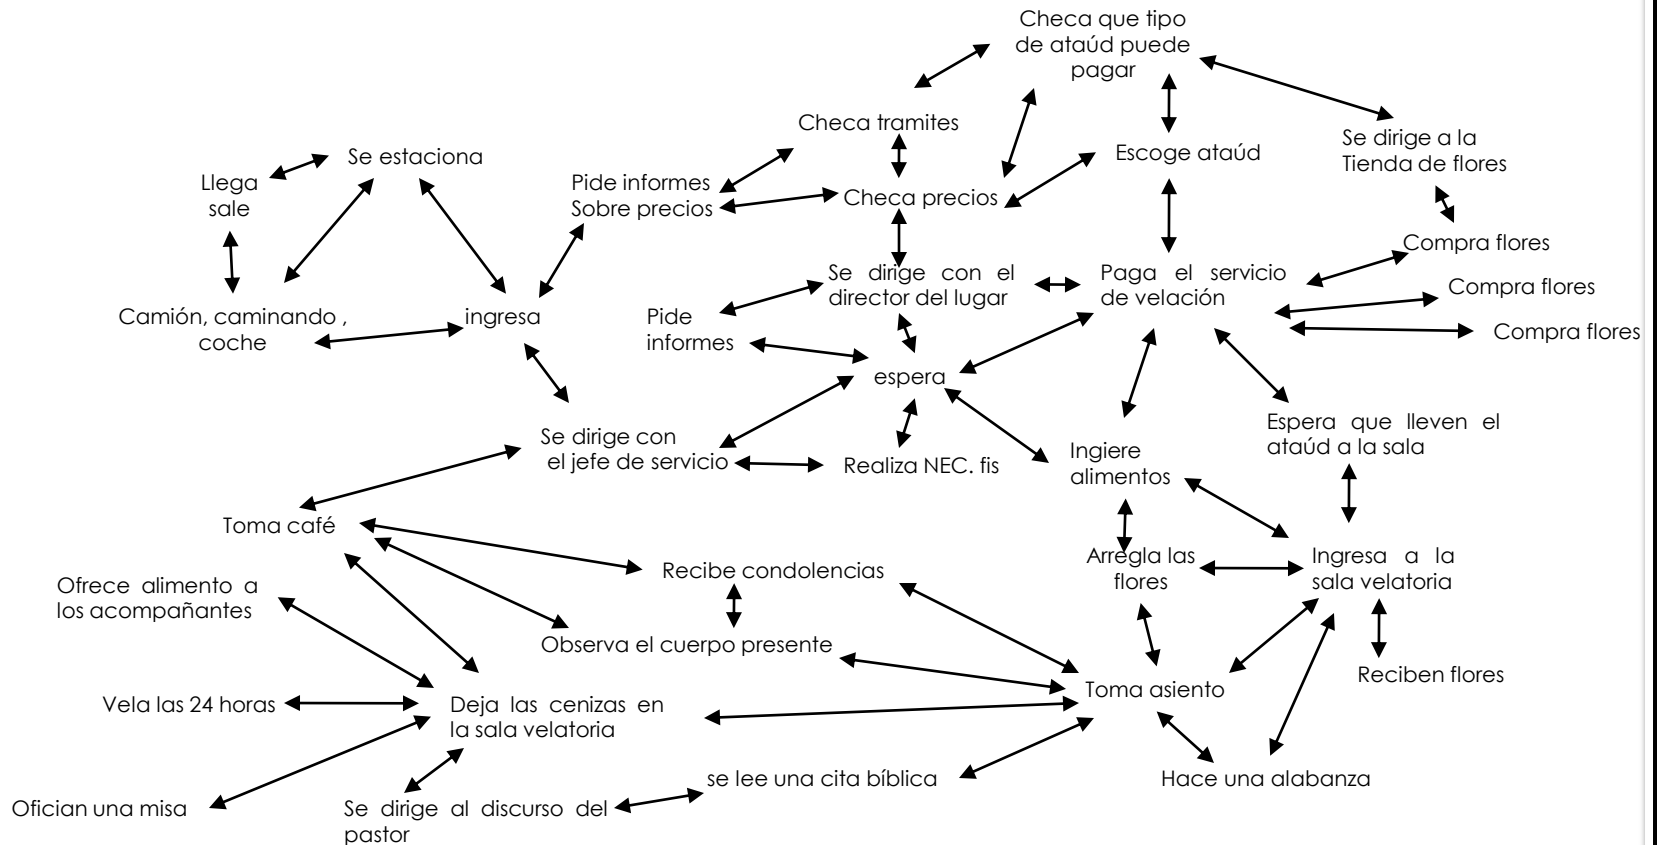 Checa que tipo
de ataúd puede
pagar
Checa tramites
Se dirige a la
Tienda de flores
Se estaciona
Escoge ataúd
Llega
sale
Pide informes
Sobre precios
Checa precios
Compra flores
Se dirige con el
director del lugar
Paga el servicio
de velación
Compra flores
Camión, caminando ,
coche
ingresa
Pide
informes
Compra flores
espera
Se dirige con
el jefe de servicio
Realiza NEC. fis
Ingiere
alimentos
Espera que lleven el
ataúd a la sala
Toma café
Recibe condolencias
Arregla las
flores
Ingresa a la
sala velatoria
Ofrece alimento a
los acompañantes
Observa el cuerpo presente
Reciben flores
Vela las 24 horas
Deja las cenizas en
la sala velatoria
Toma asiento
se lee una cita bíblica
Hace una alabanza
Ofician una misa
Se dirige al discurso del
pastor